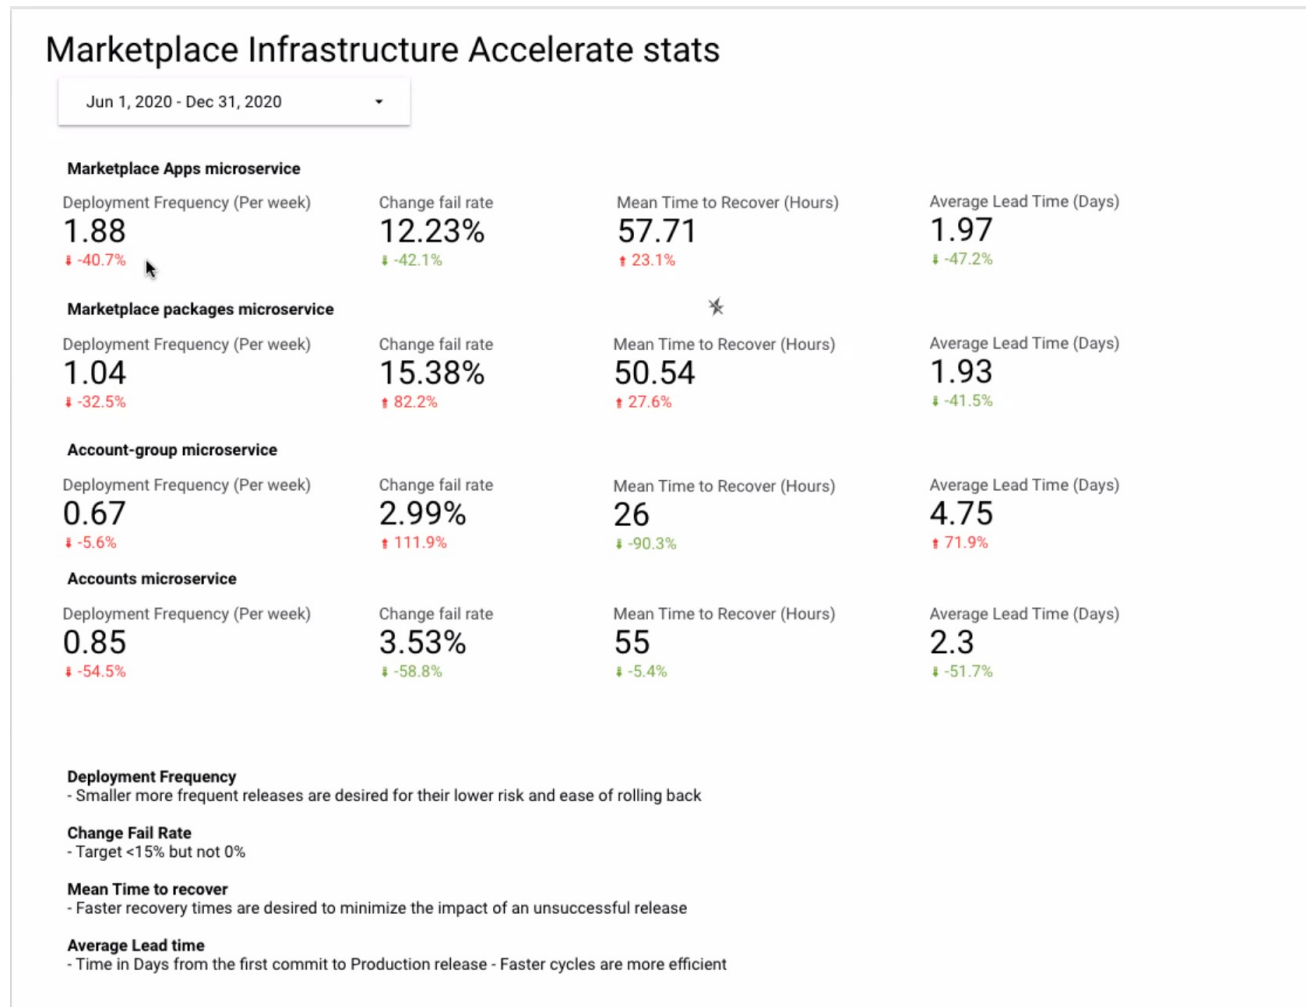 Marketplace Infrastructure Accelerate stats
Jun 1, 2020 - Dec 31, 2020
Marketplace Apps microservice
Deployment Frequency (Per week) Change fail rate Mean Time to Recover (Hours) Average Lead Time (Days)
1.88 12.23% 57.71 1.97
-40.7% -42.1% 23.1% -47.2%
Marketplace packages microservice
Deployment Frequency (Per week) Change fail rate Mean Time to Recover (Hours) Average Lead Time (Days)
1.04 15.38% 50.54 1.93
-32.5% 82.2% 27.6% -41.5%
Account-group microservice
Deployment Frequency (Per week) Change fail rate Mean Time to Recover (Hours) Average Lead Time (Days)
0.67 2.99% 26 4.75
-5.6% 111.9% -90.3% 71.9%
Accounts microservice
Deployment Frequency (Per week) Change fail rate Mean Time to Recover (Hours) Average Lead Time (Days)
0.85 3.53% 55 2.3
-54.5% -58.8% -5.4% -51.7%
Deployment Frequency
- Smaller more frequent releases are desired for their lower risk and ease of rolling back
Change Fail Rate
- Target <15% but not 0%
Mean Time to recover
- Faster recovery times are desired to minimize the impact of an unsuccessful release
Average Lead time
- Time in Days from the first commit to Production release - Faster cycles are more efficient